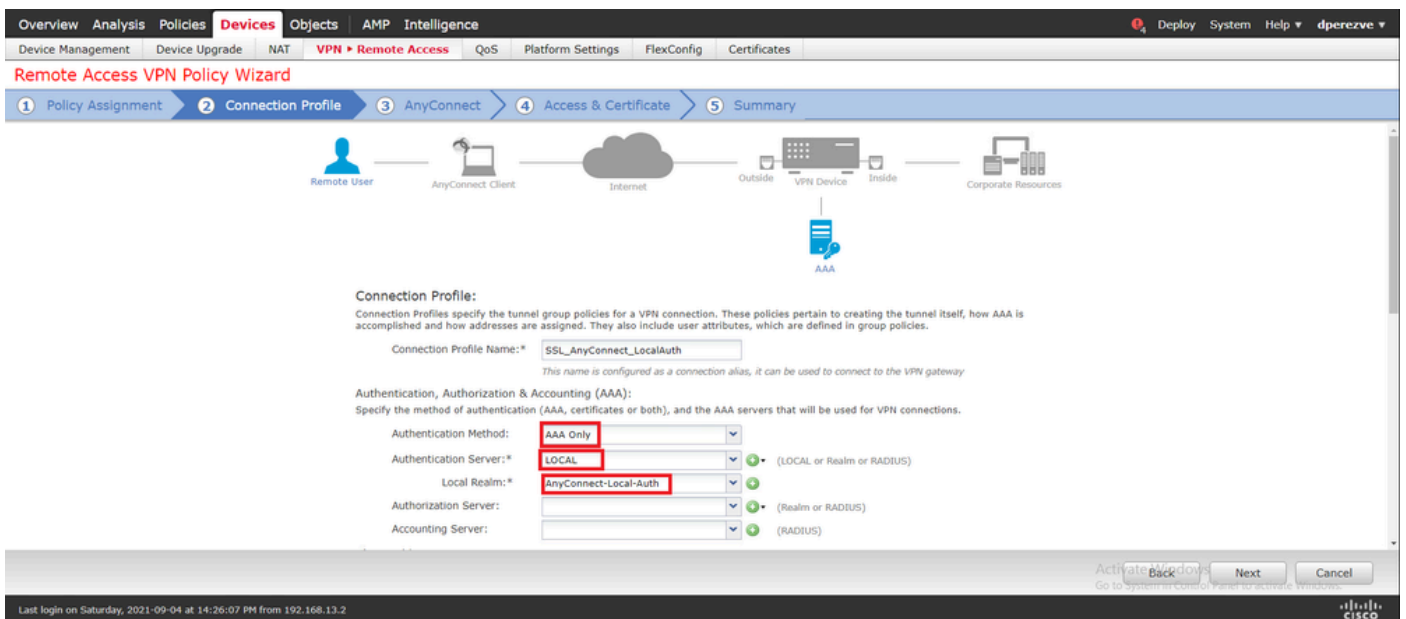 Overview Analysis Policies Devices Objects AMP Intelligence 4 Deploy System Help dperezve
Device Management Device Upgrade NAT VPN ▸ Remote Access QoS Platform Settings FlexConfig Certificates
Remote Access VPN Policy Wizard
1 Policy Assignment 2 Connection Profile 3 AnyConnect 4 Access & Certificate 5 Summary
Remote User AnyConnect Client Internet Outside VPN Device Inside Corporate Resources
AAA
Connection Profile:
Connection Profiles specify the tunnel group policies for a VPN connection. These policies pertain to creating the tunnel itself, how AAA is
accomplished and how addresses are assigned. They also include user attributes, which are defined in group policies.
Connection Profile Name:* SSL_AnyConnect_LocalAuth
This name is configured as a connection alias, it can be used to connect to the VPN gateway
Authentication, Authorization & Accounting (AAA):
Specify the method of authentication (AAA, certificates or both), and the AAA servers that will be used for VPN connections.
Authentication Method: AAA Only
Authentication Server:* LOCAL (LOCAL or Realm or RADIUS)
Local Realm:* AnyConnect-Local-Auth
Authorization Server: (Realm or RADIUS)
Accounting Server: (RADIUS)
Activate Windows
Back Next Cancel
Go to System in Control Panel to activate Windows.
Last login on Saturday, 2021-09-04 at 14:26:07 PM from 192.168.13.2
CISCO